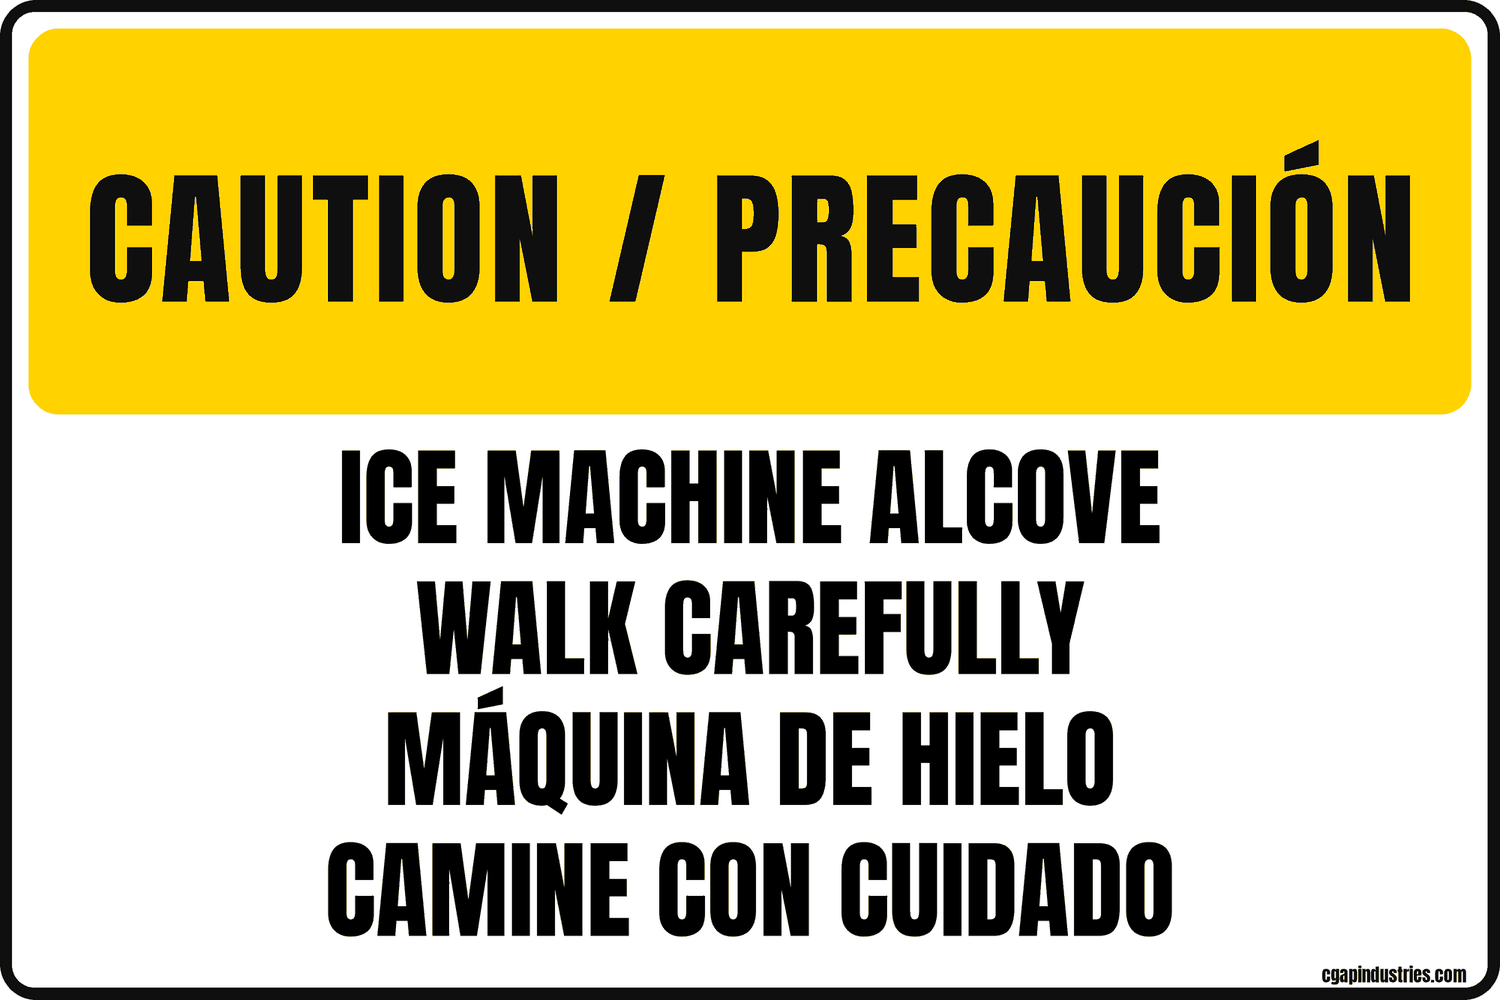 CAUTION / PRECAUCIÓN
ICE MACHINE ALCOVE
WALK CAREFULLY
MÁQUINA DE HIELO
CAMINE CON CUIDADO
cgapindustries.com